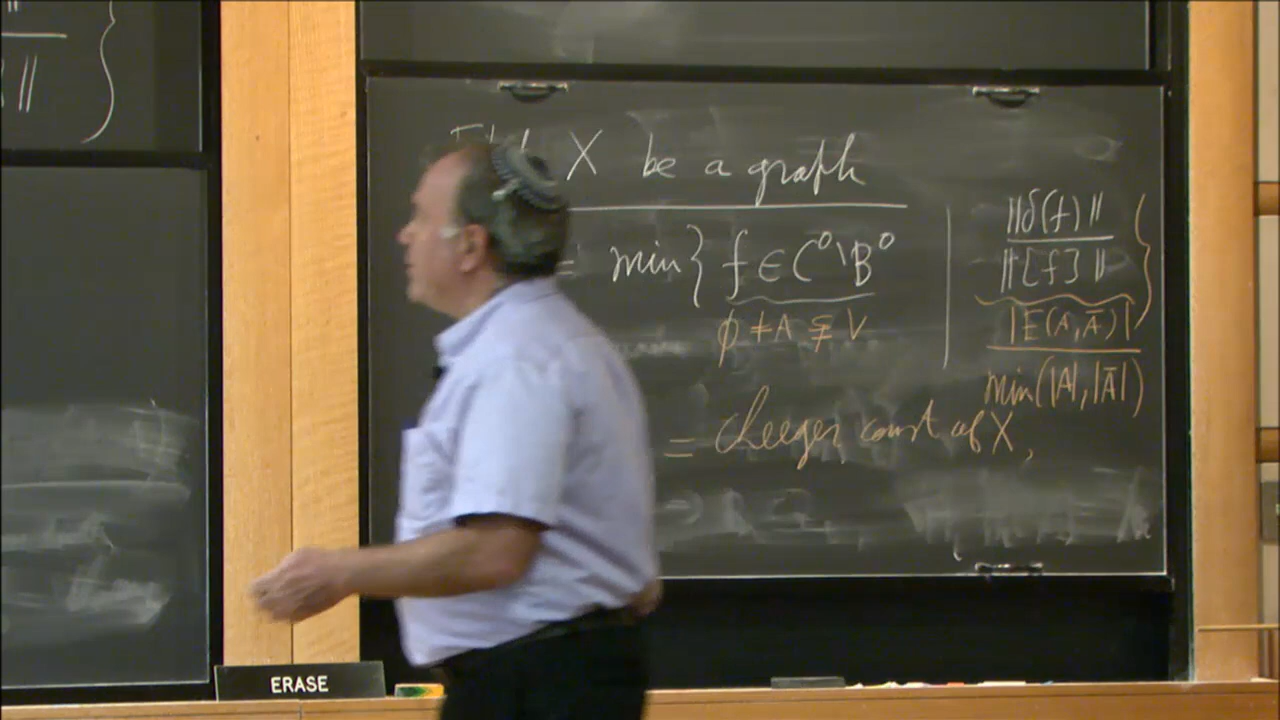 X be a graph
= min { f ∈ C⁰ \ B⁰ | ‖δ(f)‖ / ‖[f]‖ }
ϕ ≠ A ⊊ V
|E(A, Ā)| / min(|A|, |Ā|)
= Cheeger const of X,
ERASE